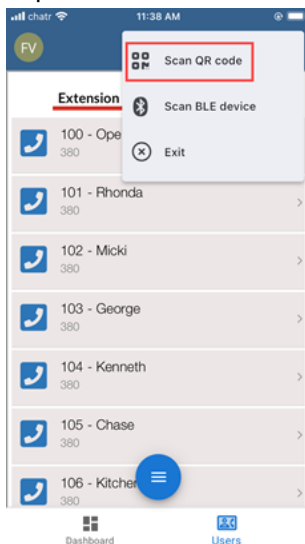 chatr
11:38 AM
FV
Scan QR code
Extension
Scan BLE device
100 - Ope
380
Exit
101 - Rhonda
380
102 - Micki
380
103 - George
380
104 - Kenneth
380
105 - Chase
380
106 - Kitche
380
Dashboard
Users